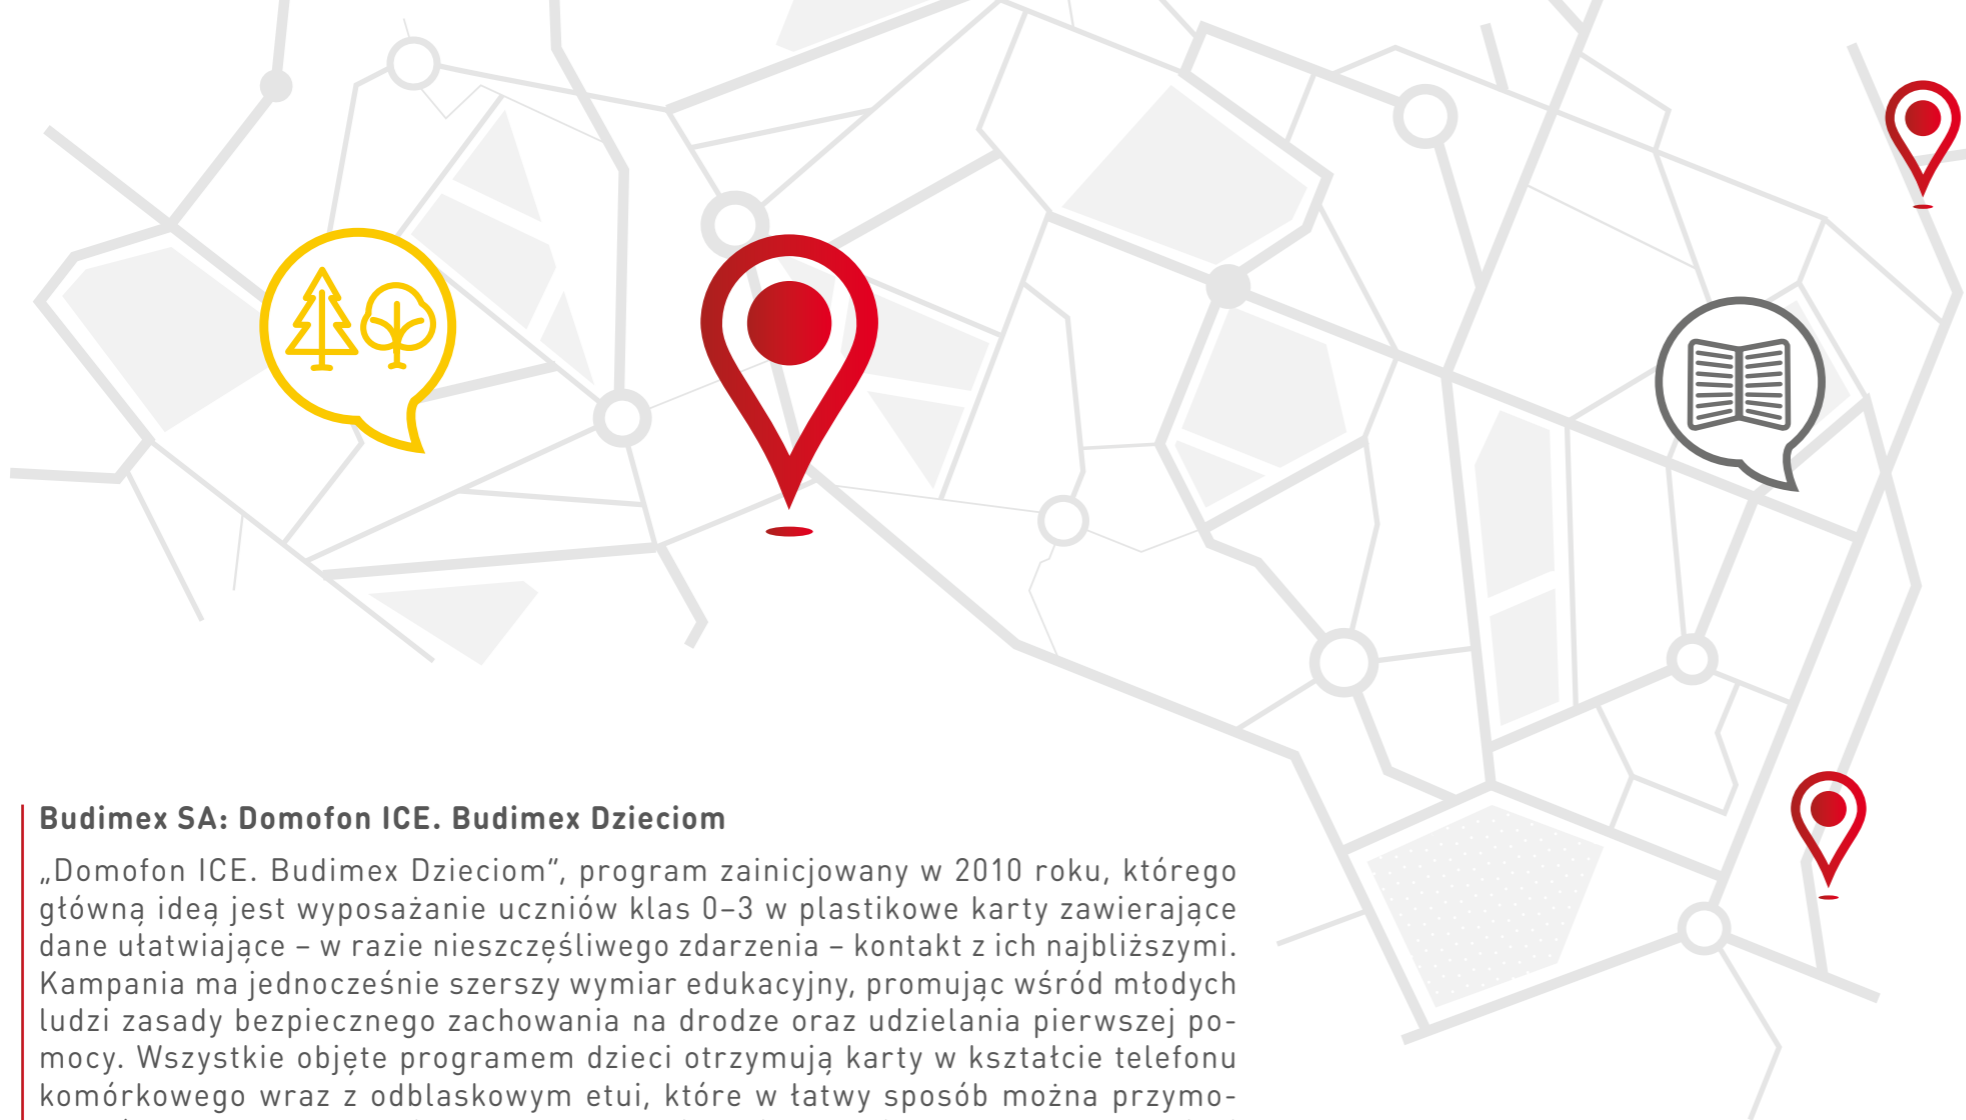 Budimex SA: Domofon ICE. Budimex Dzieciom
„Domofon ICE. Budimex Dzieciom”, program zainicjowany w 2010 roku, którego
główną ideą jest wyposażanie uczniów klas 0–3 w plastikowe karty zawierające
dane ułatwiające – w razie nieszczęśliwego zdarzenia – kontakt z ich najbliższymi.
Kampania ma jednocześnie szerszy wymiar edukacyjny, promując wśród młodych
ludzi zasady bezpiecznego zachowania na drodze oraz udzielania pierwszej po-
mocy. Wszystkie objęte programem dzieci otrzymują karty w kształcie telefonu
komórkowego wraz z odblaskowym etui, które w łatwy sposób można przymo-